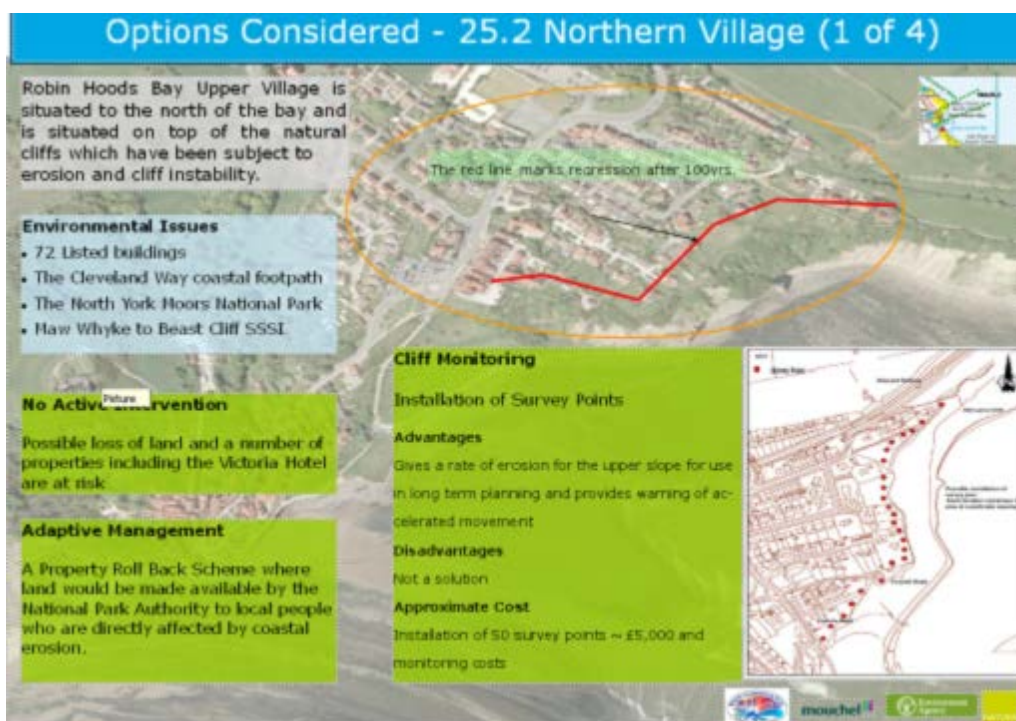 Options Considered - 25.2 Northern Village (1 of 4)
Robin Hoods Bay Upper Village is
situated to the north of the bay and
is situated on top of the natural
cliffs which have been subject to
erosion and cliff instability.
The red line marks regression after 100yrs.
Environmental Issues
• 72 Listed buildings
• The Cleveland Way coastal footpath
• The North York Moors National Park
• Maw Whyke to Beast Cliff SSSI
Picture
No Active Intervention
Possible loss of land and a number of
properties including the Victoria Hotel
are at risk
Adaptive Management
A Property Roll Back Scheme where
land would be made available by the
National Park Authority to local people
who are directly affected by coastal
erosion.
Cliff Monitoring
Installation of Survey Points
Advantages
Gives a rate of erosion for the upper slope for use
in long term planning and provides warning of ac-
celerated movement
Disadvantages
Not a solution
Approximate Cost
Installation of 50 survey points ~ £5,000 and
monitoring costs
mouchel
Environment
Agency